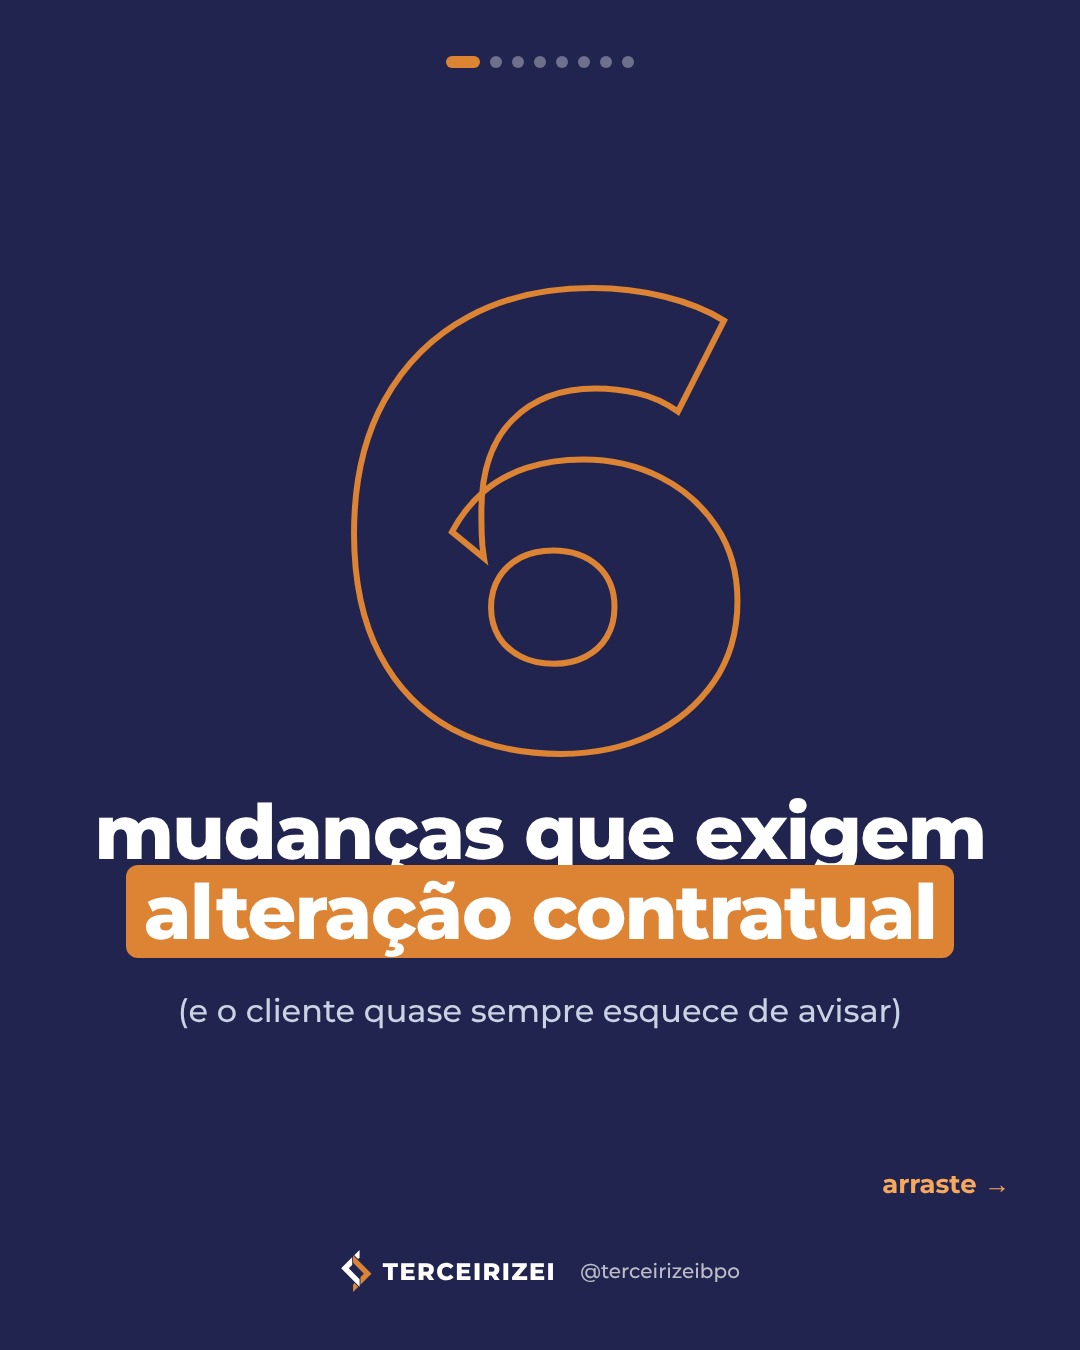 6
mudanças que exigem
alteração contratual
(e o cliente quase sempre esquece de avisar)
arraste →
TERCEIRIZEI @terceirizeibpo